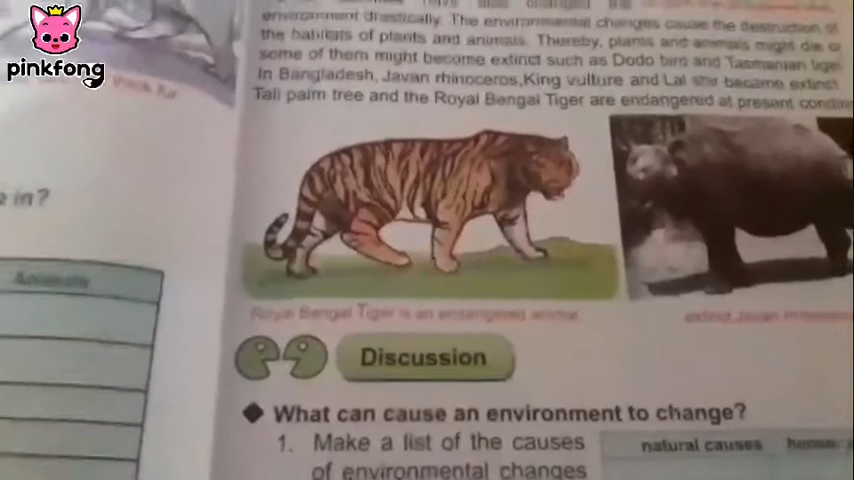 pinkfong
thick fur
e in?
Animals
environment drastically. The environmental changes cause the destruction of
the habitats of plants and animals. Thereby, plants and animals might die or
some of them might become extinct such as Dodo bird and Tasmanian tiger
In Bangladesh, Javan rhinoceros,King vulture and Lal shir became extinct.
Tali palm tree and the Royal Bengal Tiger are endangered at present
Royal Bengal Tiger is an endangered animal.
extinct Javan rhinoceros
Discussion
What can cause an environment to change?
1. Make a list of the causes
of environmental changes
natural causes